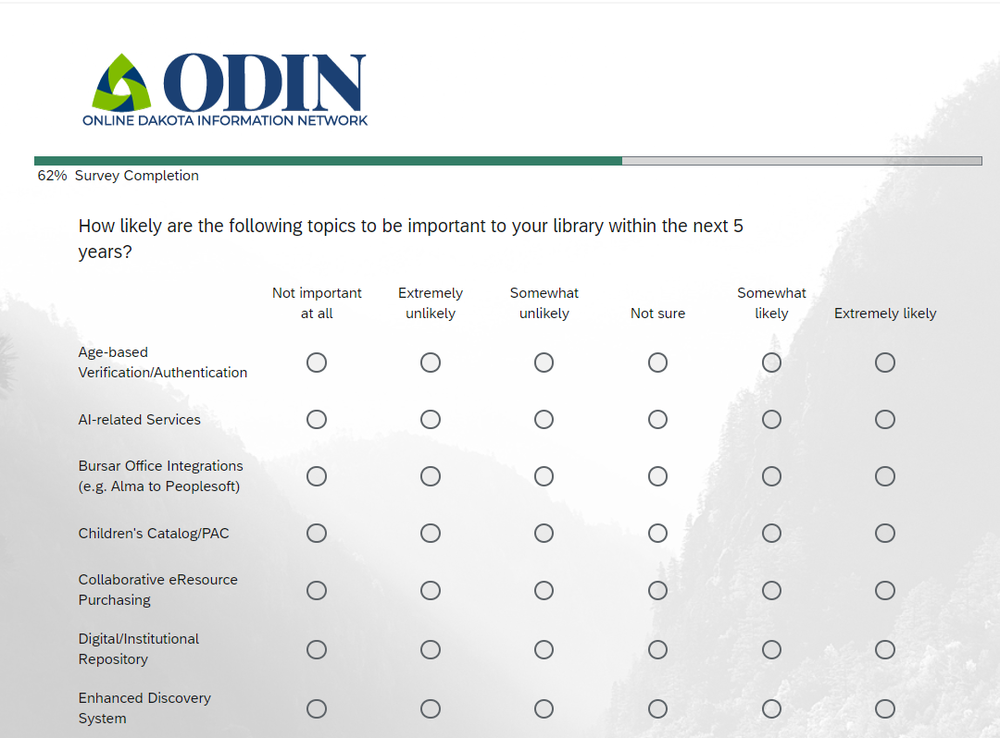 ODIN
ONLINE DAKOTA INFORMATION NETWORK
62% Survey Completion
How likely are the following topics to be important to your library within the next 5
years?
Not important
at all
Extremely
unlikely
Somewhat
unlikely
Not sure
Somewhat
likely
Extremely likely
Age-based
Verification/Authentication
AI-related Services
Bursar Office Integrations
(e.g. Alma to Peoplesoft)
Children's Catalog/PAC
Collaborative eResource
Purchasing
Digital/Institutional
Repository
Enhanced Discovery
System